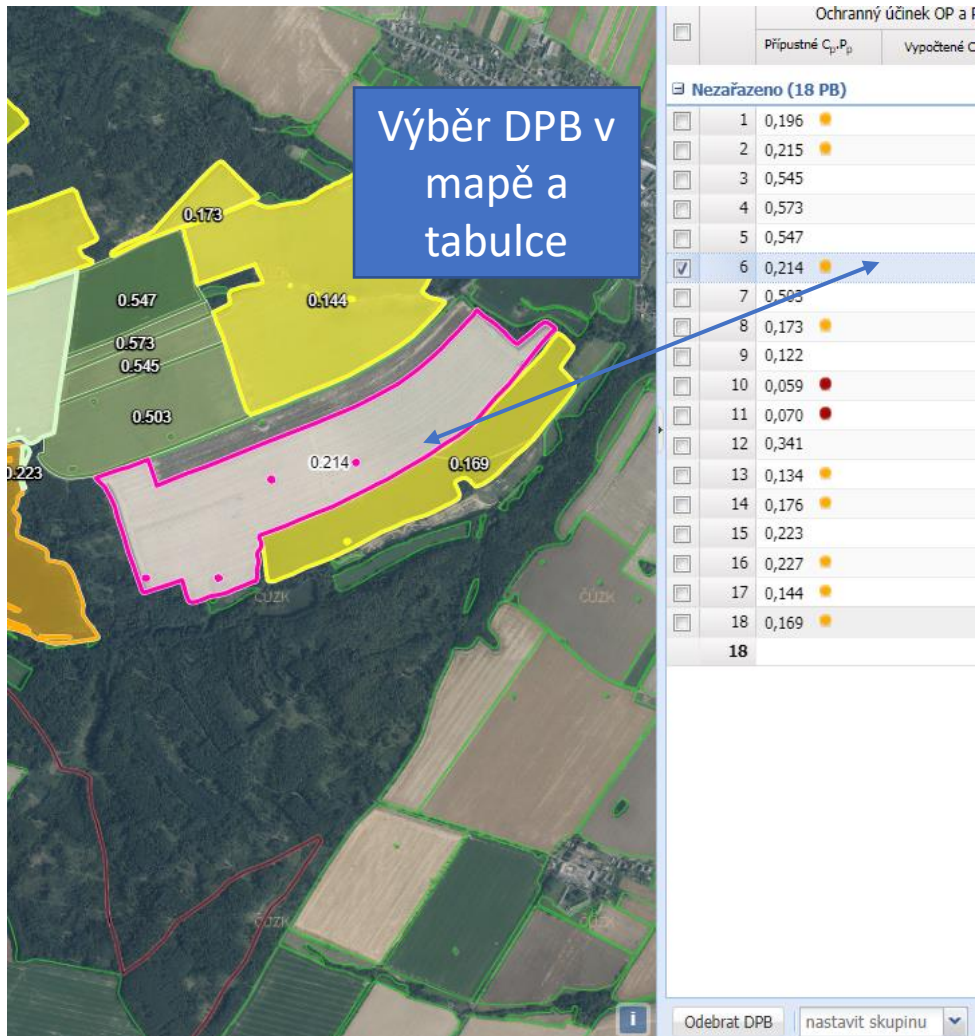 Výběr DPB v
mapě a
tabulce
0.173
0.547
0.144
0.573
0.545
0.503
0.214
0.169
0.223
ČÚZK
ČÚZK
ČÚZK
ČÚZK
i
Ochranný účinek OP a
Přípustné Cp.Pp Vypočtené
Nezařazeno (18 PB)
1 0,196
2 0,215
3 0,545
4 0,573
5 0,547
6 0,214
7 0,503
8 0,173
9 0,122
10 0,059
11 0,070
12 0,341
13 0,134
14 0,176
15 0,223
16 0,227
17 0,144
18 0,169
18
Odebrat DPB nastavit skupinu